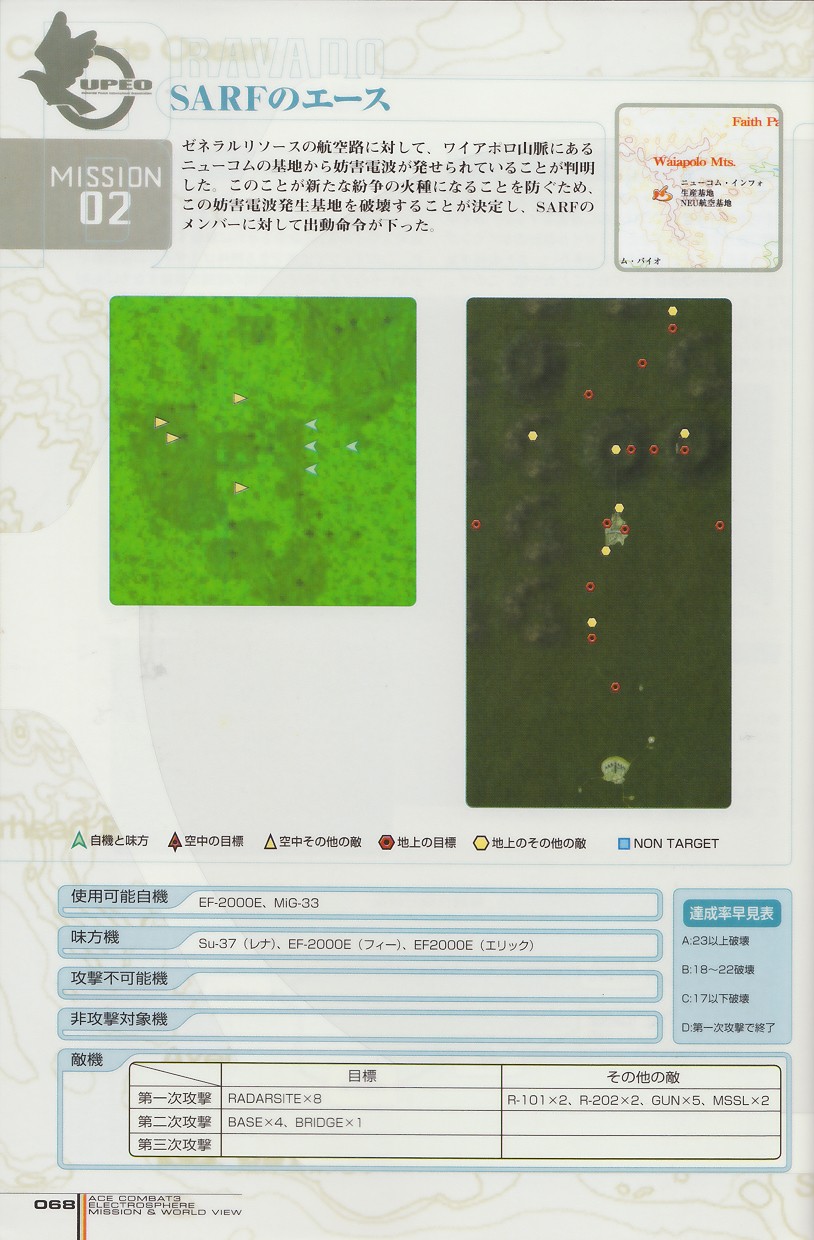 UPEO
SARFのエース
MISSION
02
ゼネラルリソースの航空路に対して、ワイアポロ山脈にある
ニューコムの基地から妨害電波が発せられていることが判明
した。このことが新たな紛争の火種になることを防ぐため、
この妨害電波発生基地を破壊することが決定し、SARFの
メンバーに対して出動命令が下った。
Faith Pa
Waiapolo Mts.
ニューコム・インフォ
生産基地
NEU航空基地
ム・バイオ
自機と味方
空中の目標
空中その他の敵
地上の目標
地上のその他の敵
NON TARGET
使用可能自機
EF-2000E、MiG-33
味方機
Su-37（レナ）、EF-2000E（フィー）、EF2000E（エリック）
攻撃不可能機
非攻撃対象機
達成率早見表
A:23以上破壊
B:18〜22破壊
C:17以下破壊
D:第一次攻撃で終了
敵機
目標
その他の敵
第一次攻撃
RADARSITE×8
R-101×2、R-202×2、GUN×5、MSSL×2
第二次攻撃
BASE×4、BRIDGE×1
第三次攻撃
068
ACE COMBAT3
ELECTROSPHERE
MISSION & WORLD VIEW